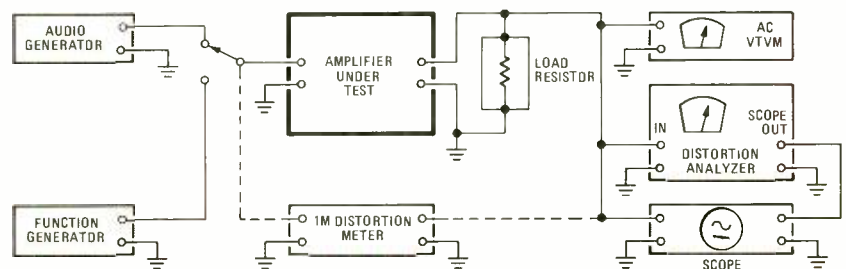 AUDIO
GENERATOR
AMPLIFIER
UNDER
TEST
LOAD
RESISTOR
AC
VTVM
IN
SCOPE
OUT
DISTORTION
ANALYZER
FUNCTION
GENERATOR
1M DISTORTION
METER
SCOPE